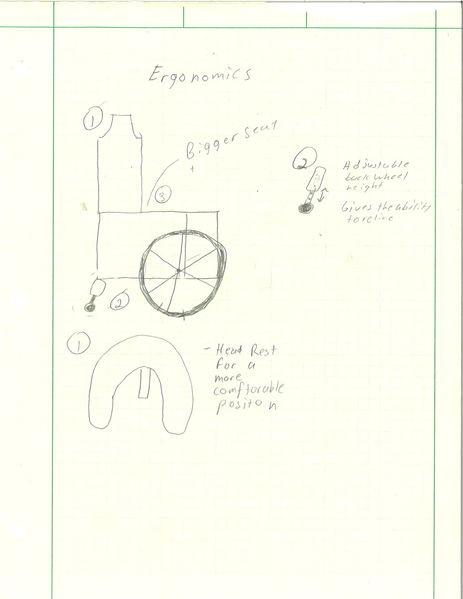 Ergonomics
1
Bigger seat
3
2
Adjustable
back wheel
height
Gives the ability
to recline
2
1
- Head Rest
for a
more
comftorable
positon